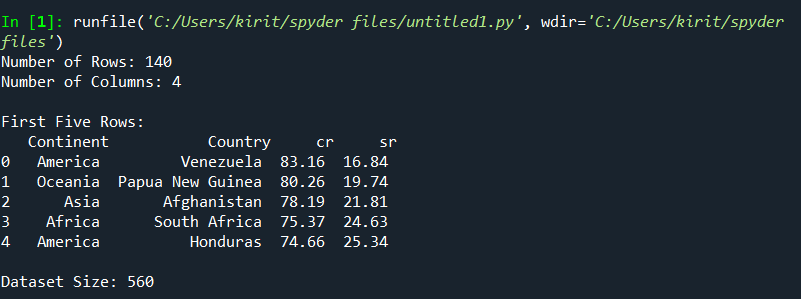 In [1]: runfile('C:/Users/kirit/spyder files/untitled1.py', wdir='C:/Users/kirit/spyder
files')
Number of Rows: 140
Number of Columns: 4
First Five Rows:
Continent Country cr sr
0 America Venezuela 83.16 16.84
1 Oceania Papua New Guinea 80.26 19.74
2 Asia Afghanistan 78.19 21.81
3 Africa South Africa 75.37 24.63
4 America Honduras 74.66 25.34
Dataset Size: 560